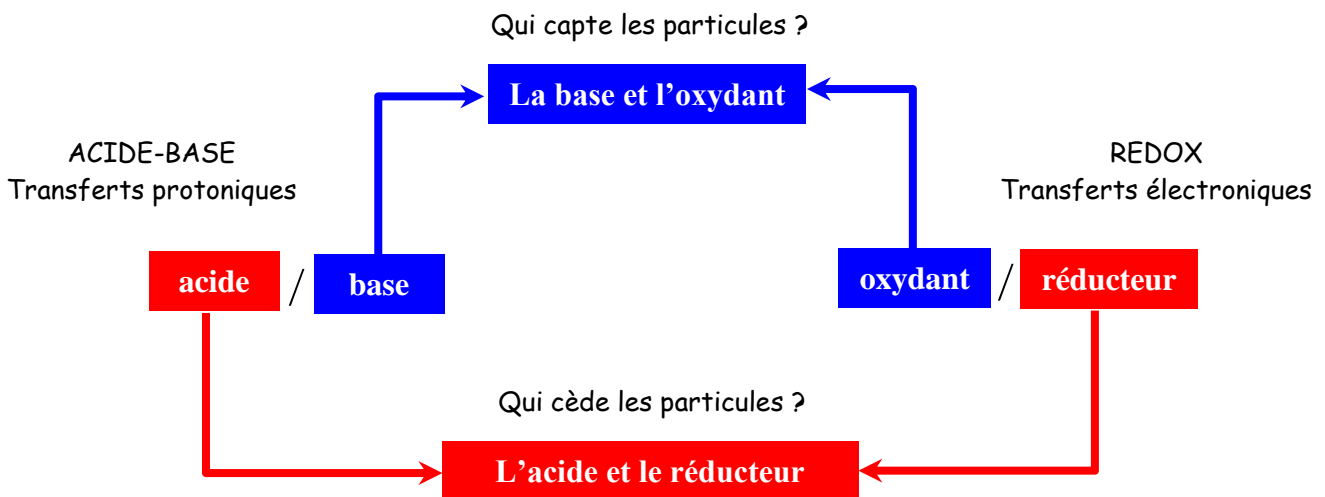 Qui capte les particules ?
La base et l'oxydant
ACIDE-BASE
Transferts protoniques
REDOX
Transferts électroniques
acide / base
oxydant / réducteur
Qui cède les particules ?
L'acide et le réducteur